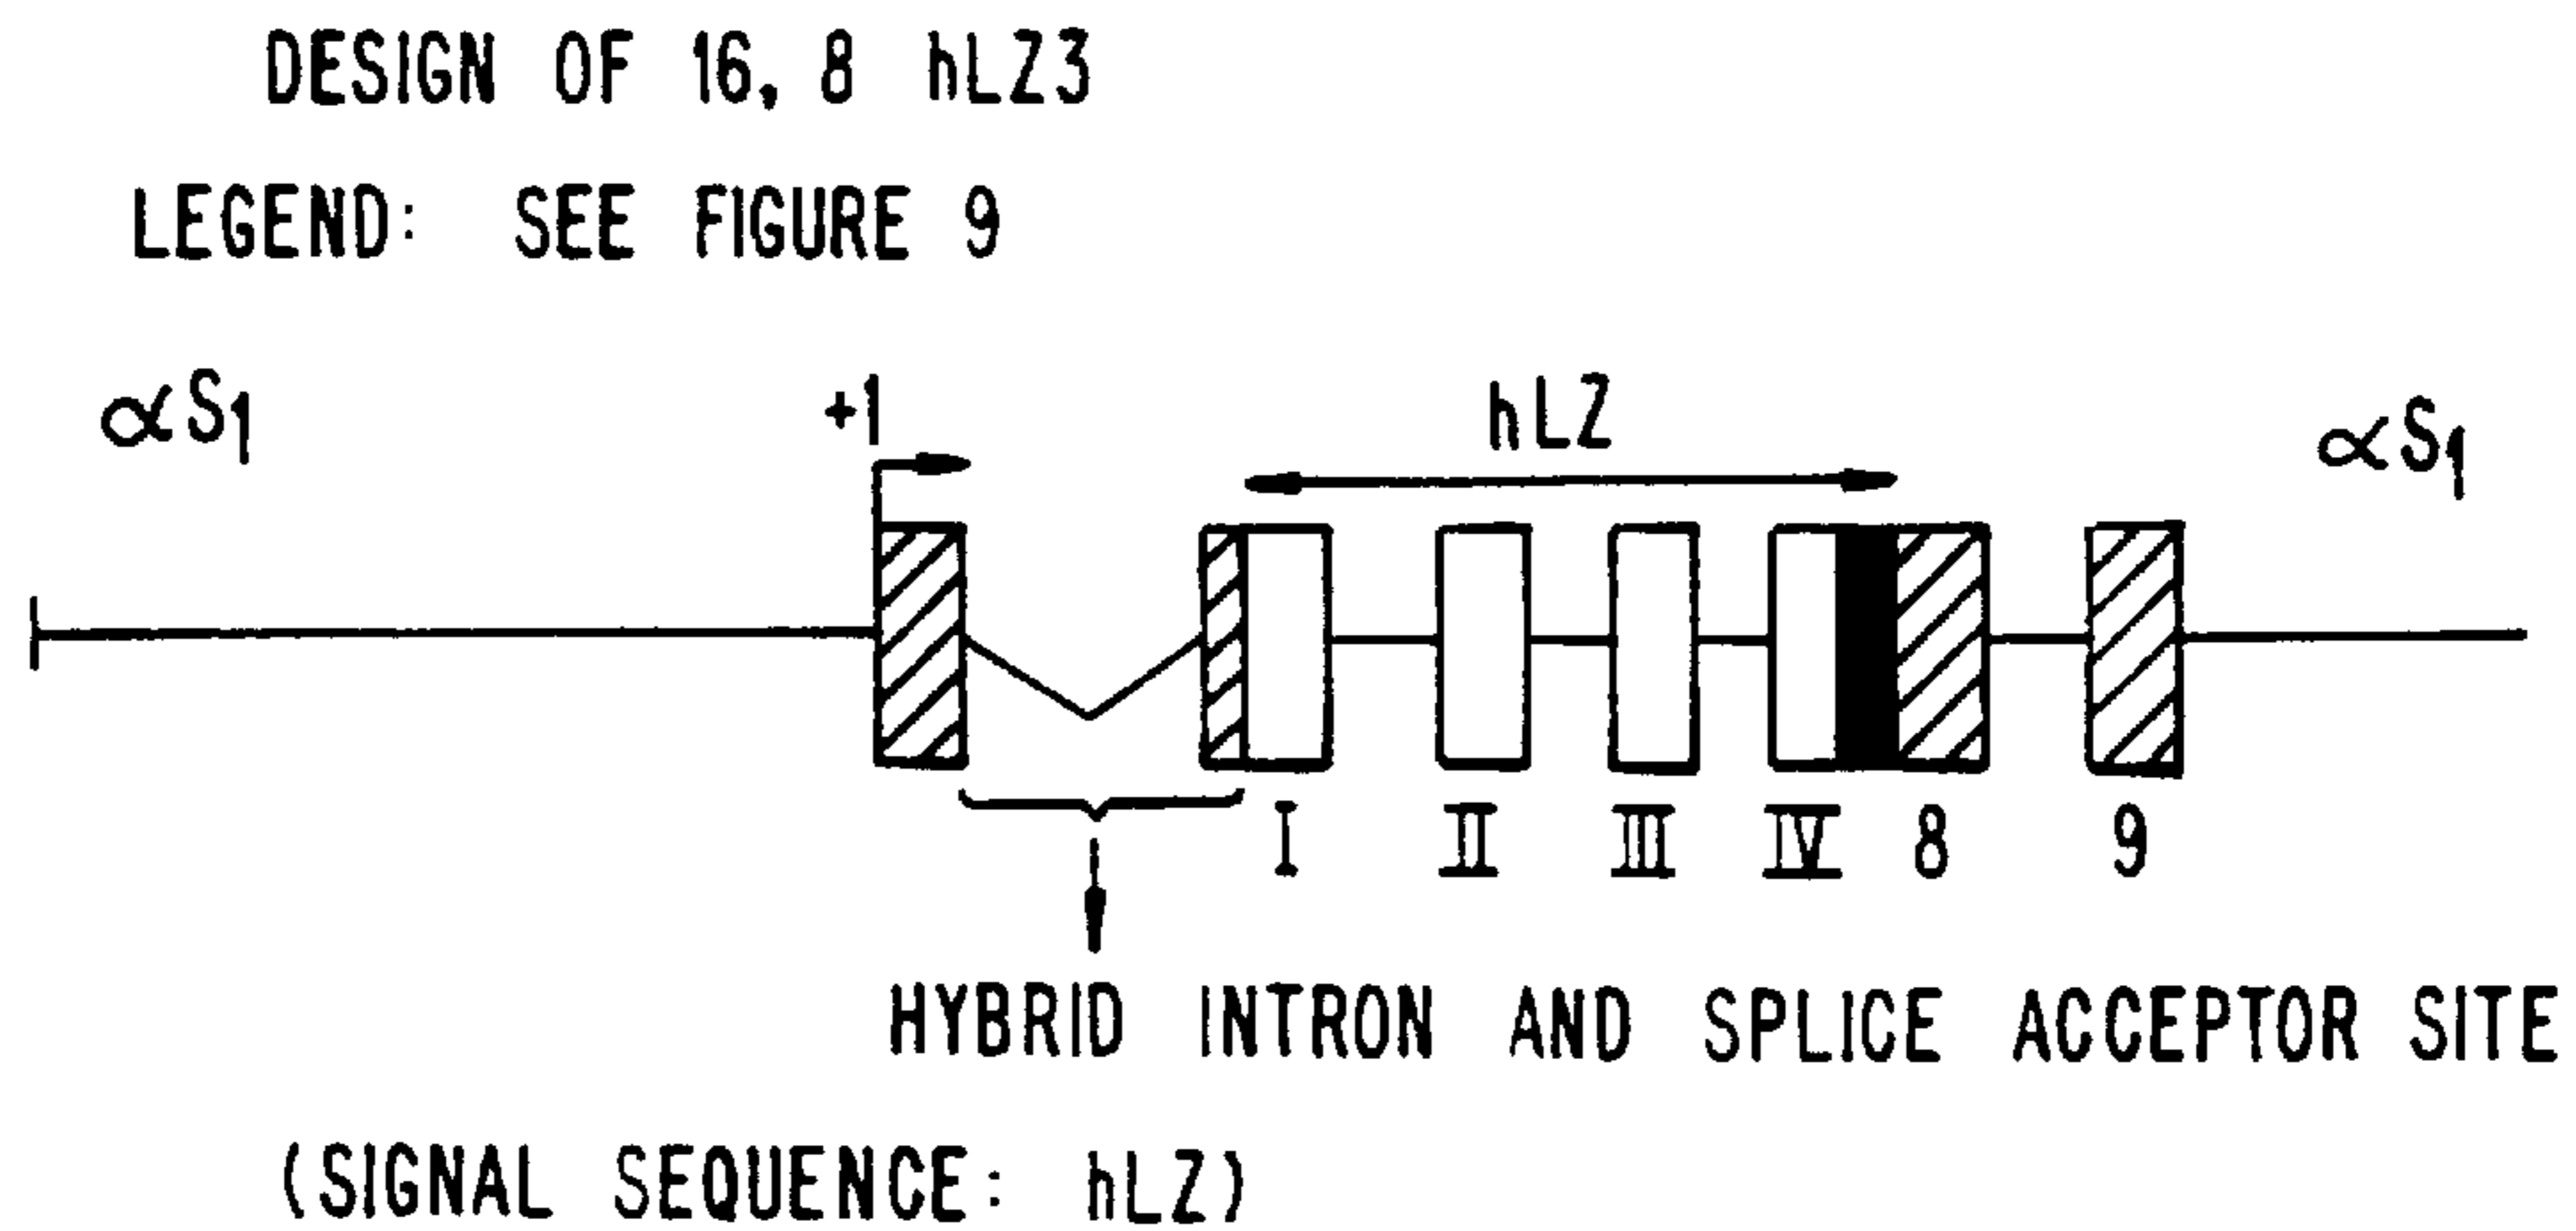 DESIGN OF 16, 8 hLZ3
LEGEND: SEE FIGURE 9
αS1 +1 hLZ αS1
I II III IV 8 9
HYBRID INTRON AND SPLICE ACCEPTOR SITE
(SIGNAL SEQUENCE: hLZ)